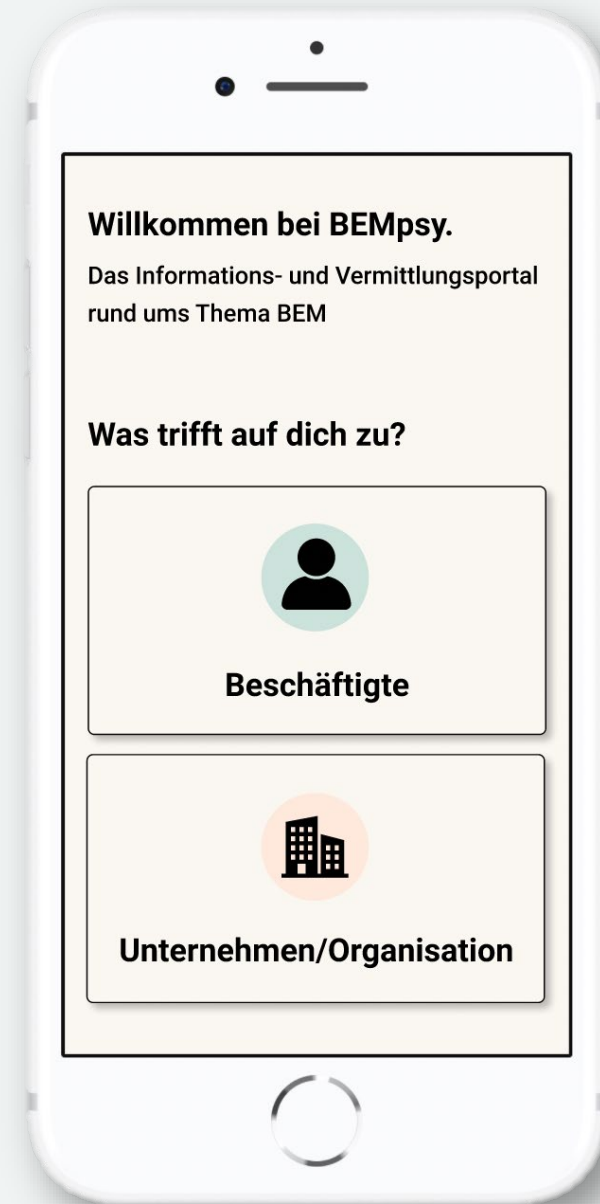 Willkommen bei BEMpsy.
Das Informations- und Vermittlungsportal
rund ums Thema BEM
Was trifft auf dich zu?
Beschäftigte
Unternehmen/Organisation